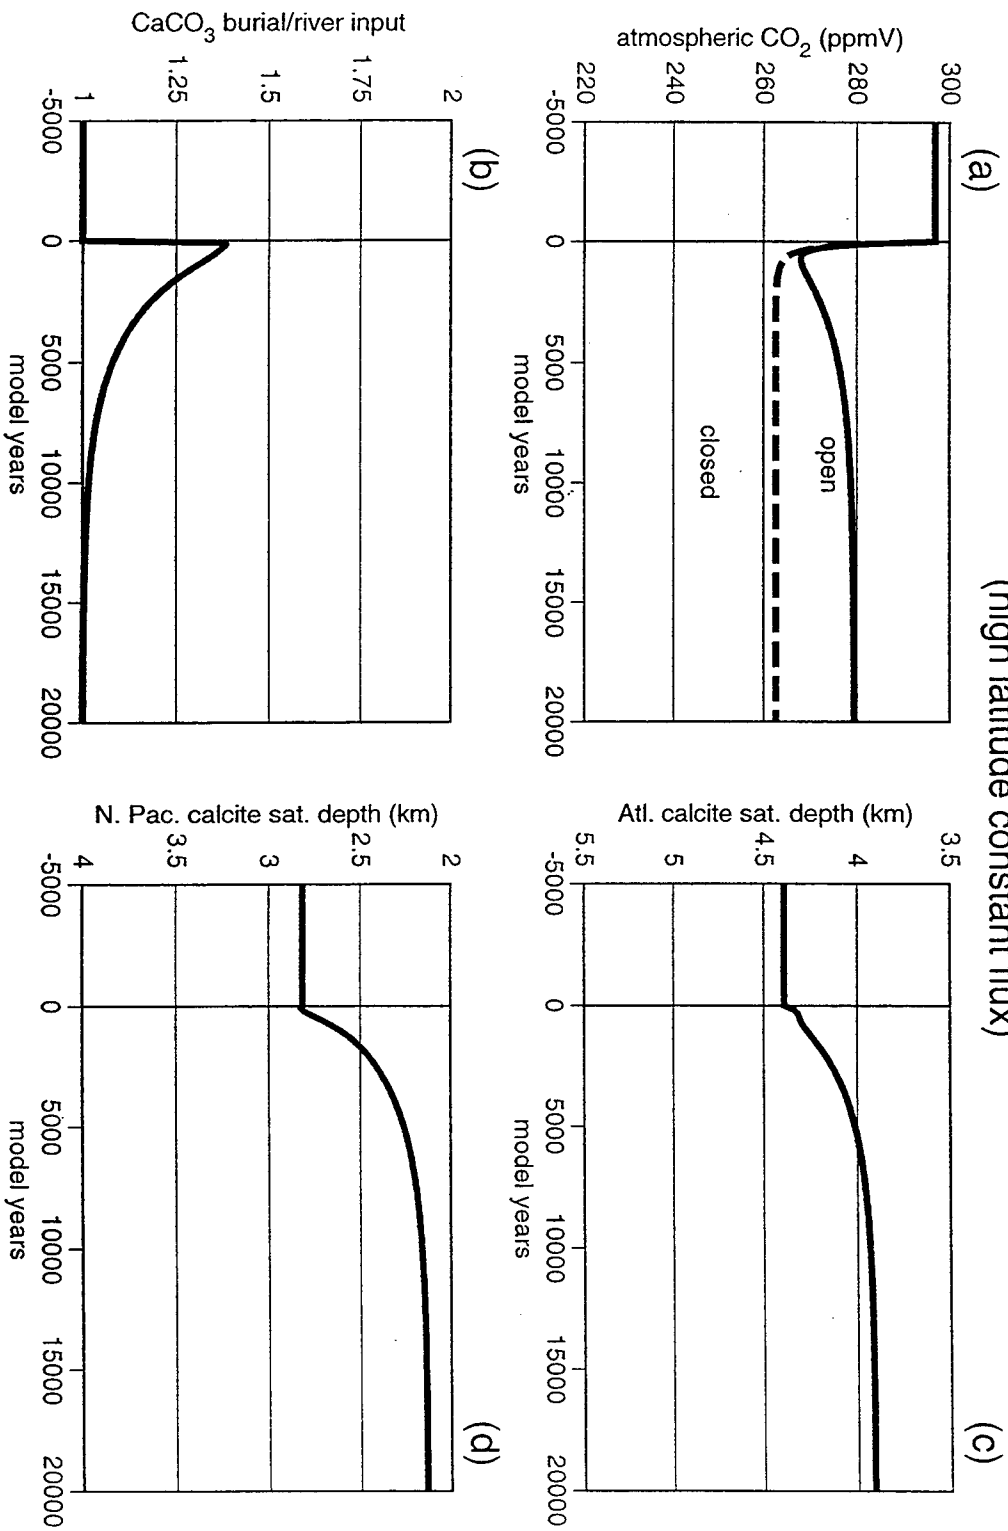 (high latitude constant flux)
(a)
atmospheric CO2 (ppmV)
300
280
260
240
220
-5000 0 5000 10000 15000 20000
model years
open
closed
(c)
Atl. calcite sat. depth (km)
3.5
4
4.5
5
5.5
-5000 0 5000 10000 15000 20000
model years
(b)
CaCO3 burial/river input
2
1.75
1.5
1.25
1
-5000 0 5000 10000 15000 20000
model years
(d)
N. Pac. calcite sat. depth (km)
2
2.5
3
3.5
4
-5000 0 5000 10000 15000 20000
model years